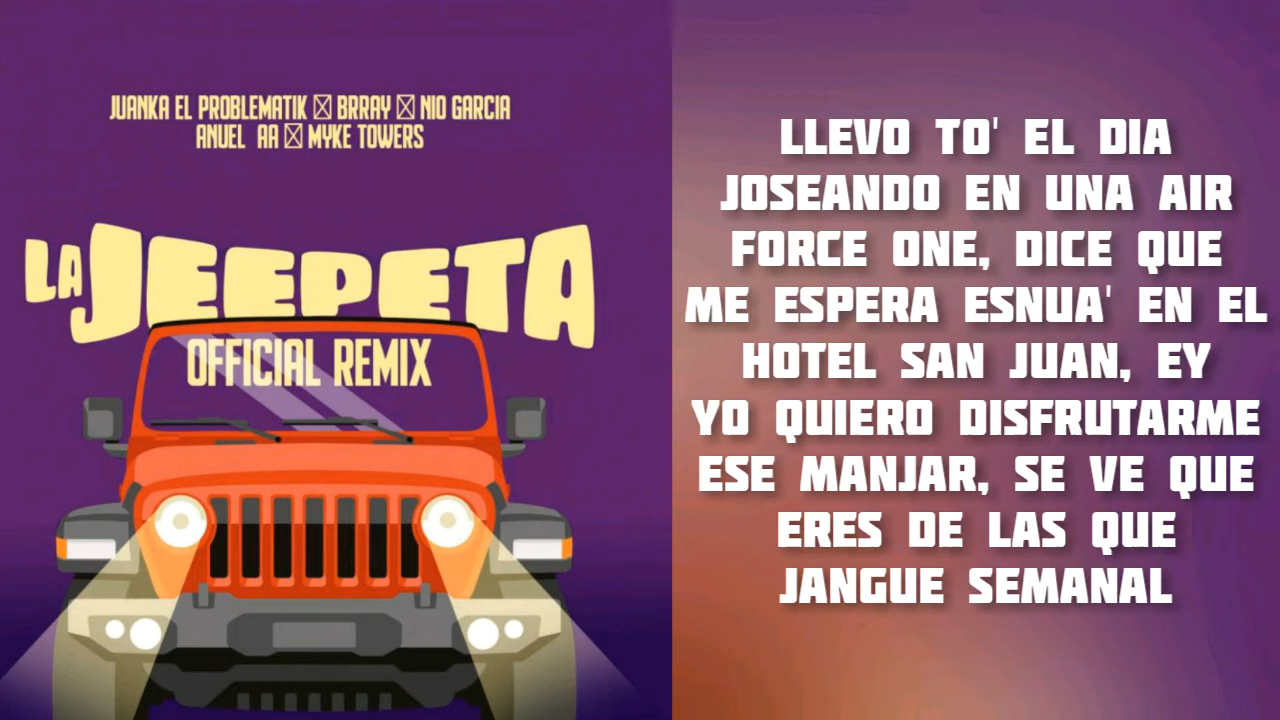 JUANKA EL PROBLEMATIK ☒ BRRAY ☒ NIO GARCIA
ANUEL AA ☒ MYKE TOWERS
LA JEEPETA
OFFICIAL REMIX
LLEVO TO' EL DIA
JOSEANDO EN UNA AIR
FORCE ONE, DICE QUE
ME ESPERA ESNUA' EN EL
HOTEL SAN JUAN, EY
YO QUIERO DISFRUTARME
ESE MANJAR, SE VE QUE
ERES DE LAS QUE
JANGUE SEMANAL